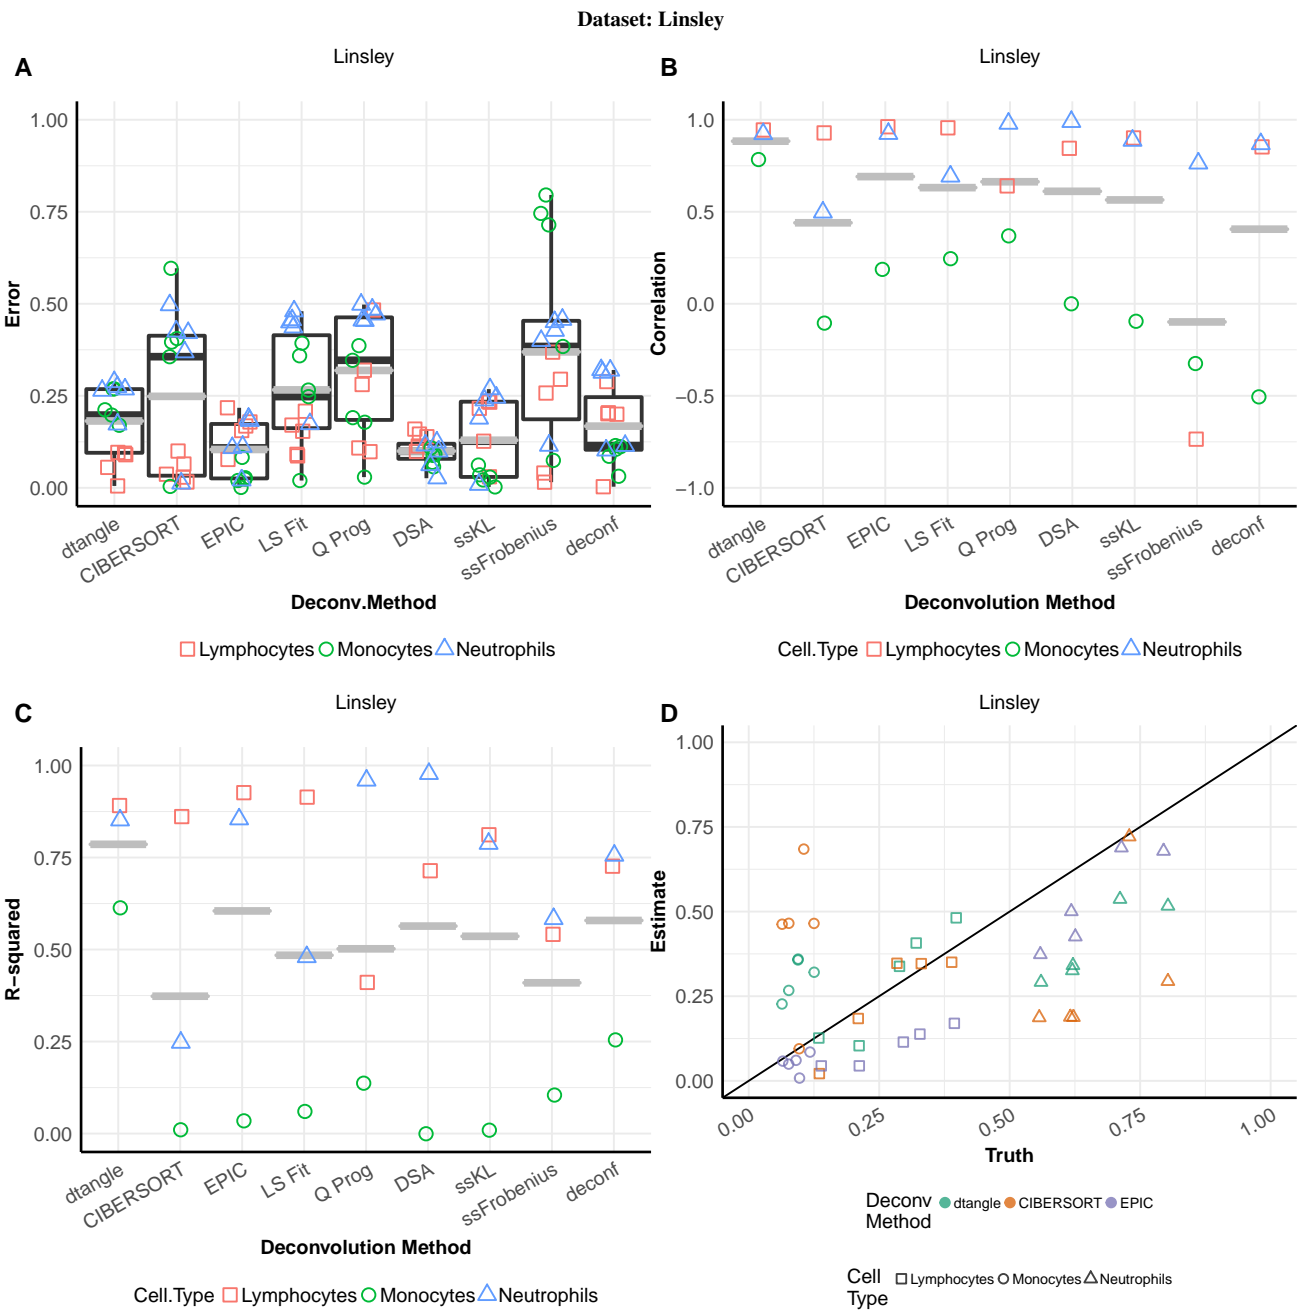 Dataset: Linsley
A
Linsley
Error
1.00
0.75
0.50
0.25
0.00
dtangle
CIBERSORT
EPIC
LS Fit
Q Prog
DSA
ssKL
ssFrobenius
deconf
Deconv.Method
Lymphocytes Monocytes Neutrophils
B
Linsley
Correlation
1.0
0.5
0.0
−0.5
−1.0
dtangle
CIBERSORT
EPIC
LS Fit
Q Prog
DSA
ssKL
ssFrobenius
deconf
Deconvolution Method
Cell.Type Lymphocytes Monocytes Neutrophils
C
Linsley
R−squared
1.00
0.75
0.50
0.25
0.00
dtangle
CIBERSORT
EPIC
LS Fit
Q Prog
DSA
ssKL
ssFrobenius
deconf
Deconvolution Method
Cell.Type Lymphocytes Monocytes Neutrophils
D
Linsley
Estimate
1.00
0.75
0.50
0.25
0.00
0.00
0.25
0.50
0.75
1.00
Truth
Deconv
Method
dtangle CIBERSORT EPIC
Cell
Type
Lymphocytes Monocytes Neutrophils